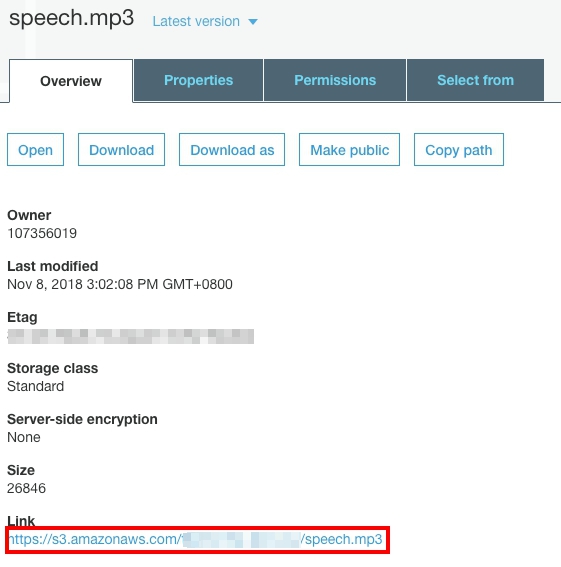 speech.mp3 Latest version
Overview Properties Permissions Select from
Open Download Download as Make public Copy path
Owner
107356019
Last modified
Nov 8, 2018 3:02:08 PM GMT+0800
Etag
Storage class
Standard
Server-side encryption
None
Size
26846
Link
https://s3.amazonaws.com/ /speech.mp3